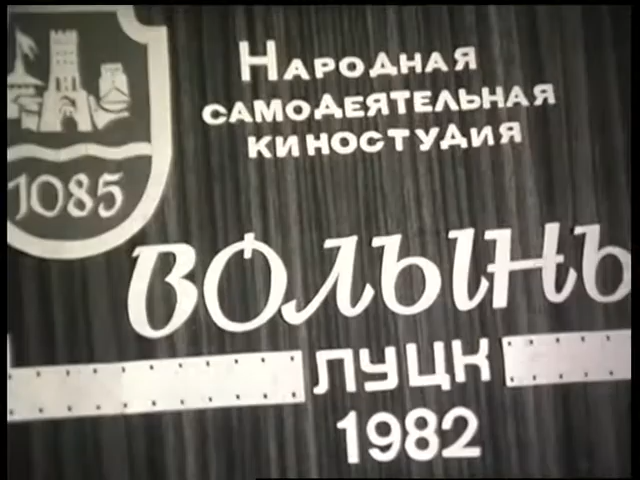 Народная
самодеятельная
киностудия
1085
Волынь
Луцк
1982